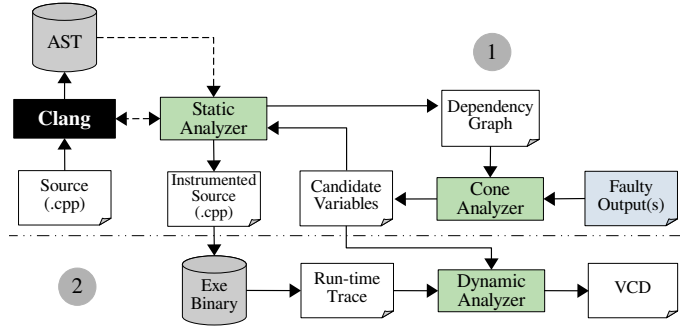 AST
1
Clang
Static
Analyzer
Dependency
Graph
Source
(.cpp)
Instrumented
Source
(.cpp)
Candidate
Variables
Cone
Analyzer
Faulty
Output(s)
2
Exe
Binary
Run-time
Trace
Dynamic
Analyzer
VCD